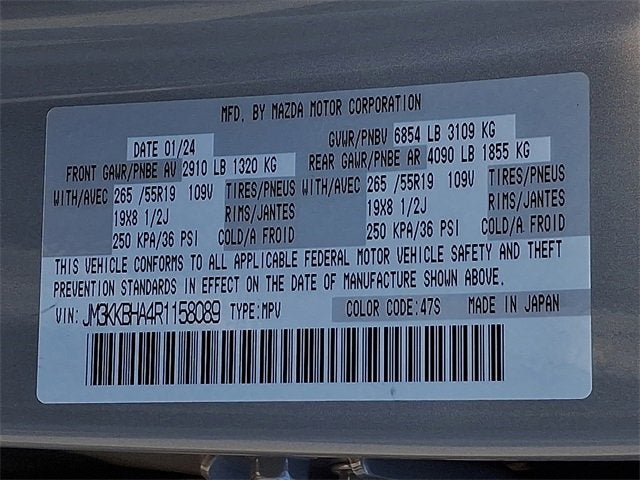 MFD. BY MAZDA MOTOR CORPORATION
DATE 01/24 GVWR/PNBV 6854 LB 3109 KG
FRONT GAWR/PNBE AV 2910 LB 1320 KG REAR GAWR/PNBE AR 4090 LB 1855 KG
WITH/AVEC 265 /55R19 109V TIRES/PNEUS WITH/AVEC 265 /55R19 109V TIRES/PNEUS
19X8 1/2J RIMS/JANTES 19X8 1/2J RIMS/JANTES
250 KPA/36 PSI COLD/A FROID 250 KPA/36 PSI COLD/A FROID
THIS VEHICLE CONFORMS TO ALL APPLICABLE FEDERAL MOTOR VEHICLE SAFETY AND THEFT
PREVENTION STANDARDS IN EFFECT ON THE DATE OF MANUFACTURE SHOWN ABOVE.
VIN: JM3KKBHA4R1158089 TYPE:MPV COLOR CODE:47S MADE IN JAPAN